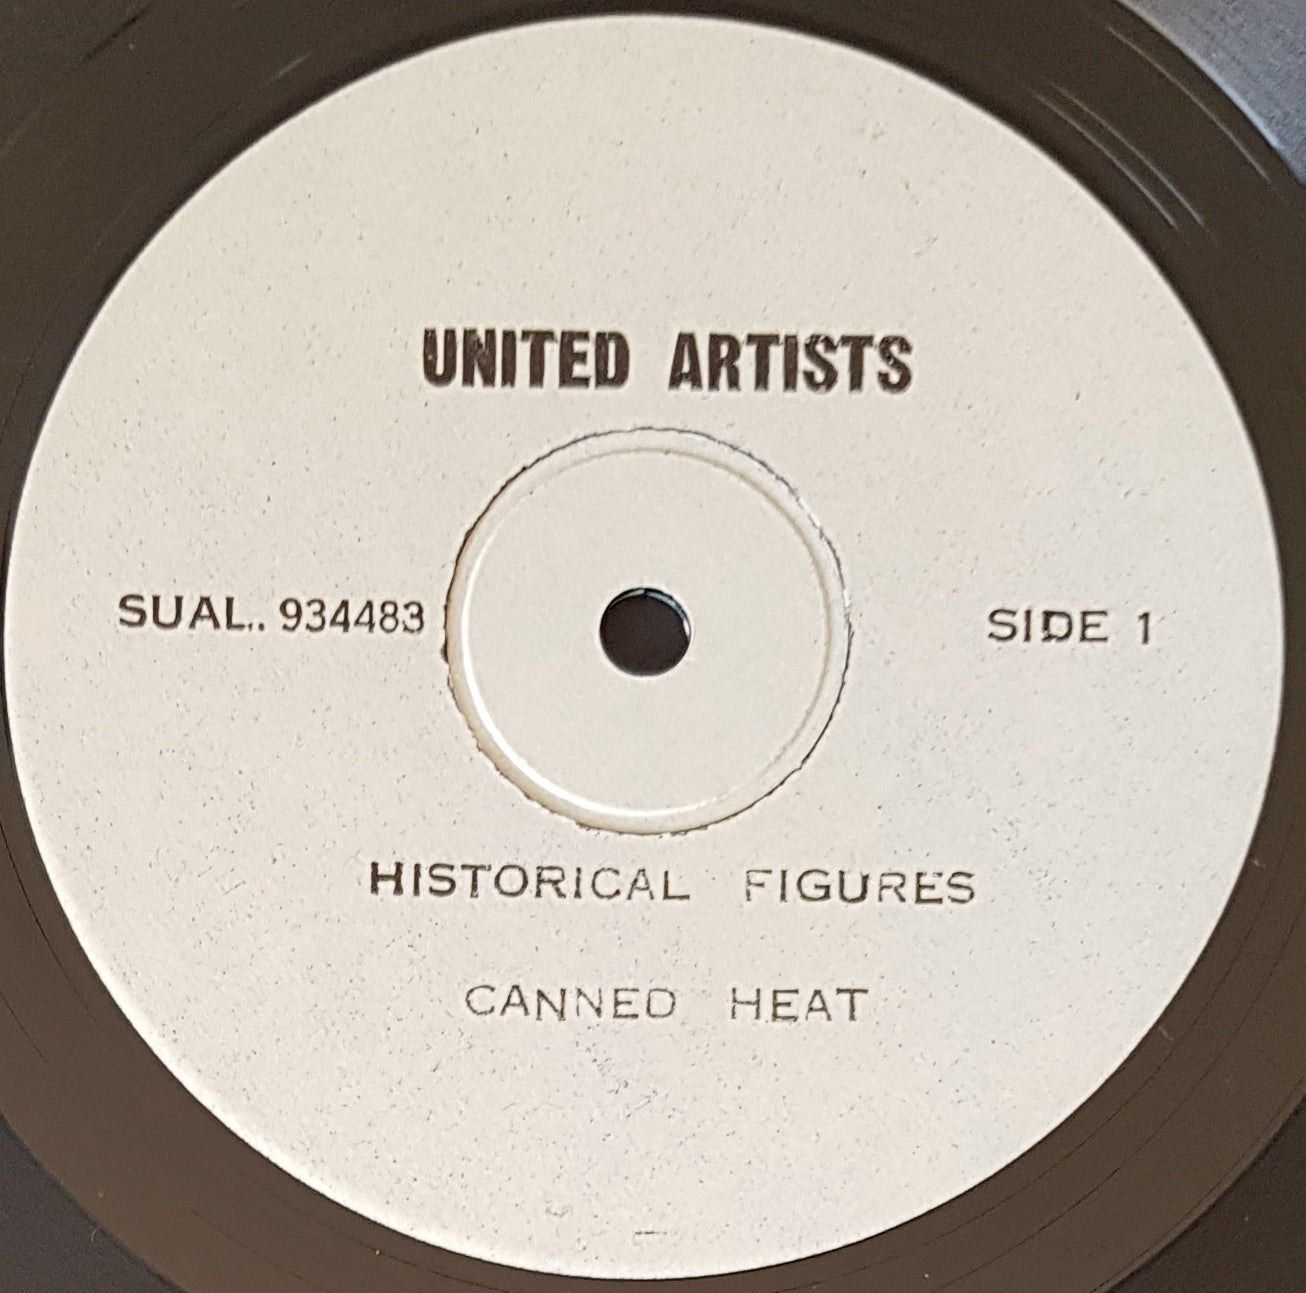 UNITED ARTISTS
SUAL.. 934483
SIDE 1
HISTORICAL FIGURES
CANNED HEAT